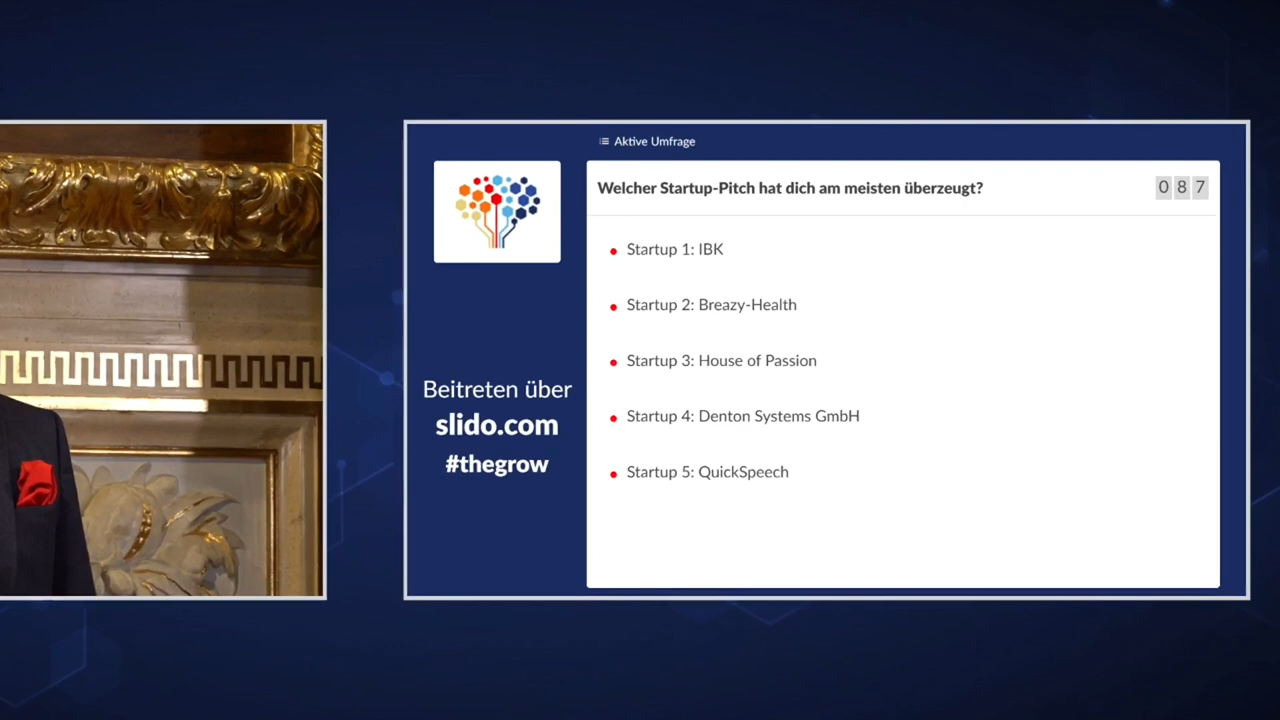 Aktive Umfrage
Welcher Startup-Pitch hat dich am meisten überzeugt?
087
Startup 1: IBK
Startup 2: Breazy-Health
Startup 3: House of Passion
Startup 4: Denton Systems GmbH
Startup 5: QuickSpeech
Beitreten über
slido.com
#thegrow